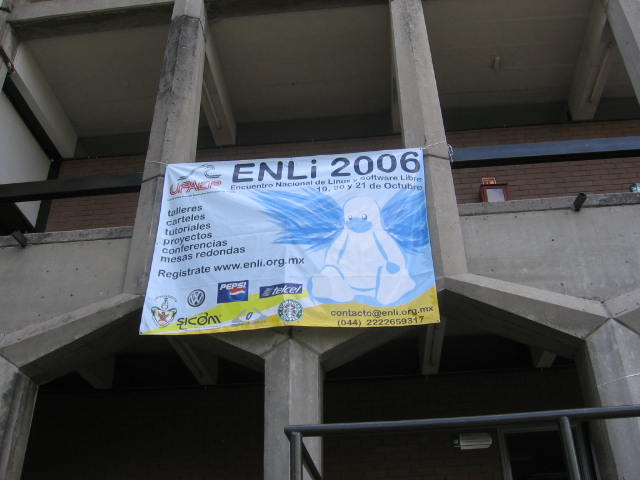 UPAEP
ENLi 2006
Encuentro Nacional de Linux y Software Libre
19, 20 y 21 de Octubre
talleres
carteles
tutoriales
proyectos
conferencias
mesas redondas
Registrate www.enli.org.mx
PEPSI
telcel
SICOM
contacto@enli.org.mx
(044) 2222659317